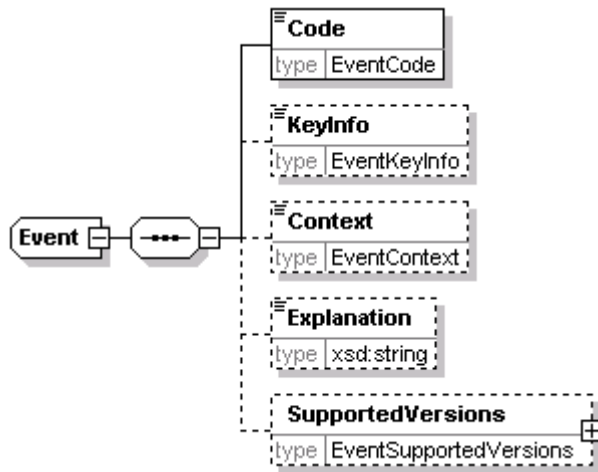 Code
type EventCode
KeyInfo
type EventKeyInfo
Event
Context
type EventContext
Explanation
type xsd:string
SupportedVersions
type EventSupportedVersions